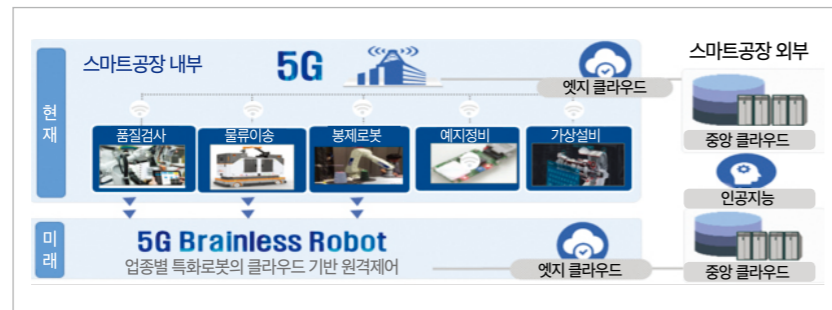 스마트공장 내부
5G
스마트공장 외부
엣지 클라우드
현재
중앙 클라우드
품질검사
물류이송
봉제로봇
예지정비
가상설비
인공지능
미래
5G Brainless Robot
업종별 특화로봇의 클라우드 기반 원격제어
엣지 클라우드
중앙 클라우드